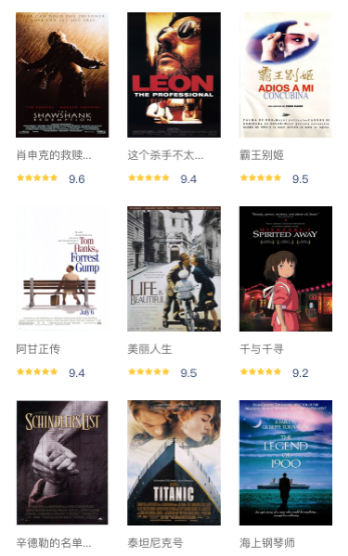 THE
SHAWSHANK
REDEMPTION
LEON
THE PROFESSIONAL
霸王别姬
ADIOS A MI
CONCUBINA
肖申克的救赎...
这个杀手不太...
霸王别姬
9.6
9.4
9.5
Tom
Hanks is
Forrest
Gump
July 6
LIFE IS
BEAUTIFUL
SPIRITED AWAY
阿甘正传
美丽人生
千与千寻
9.4
9.5
9.2
SCHINDLER'S LIST
TITANIC
THE
LEGEND
OF
1900
辛德勒的名单...
泰坦尼克号
海上钢琴师